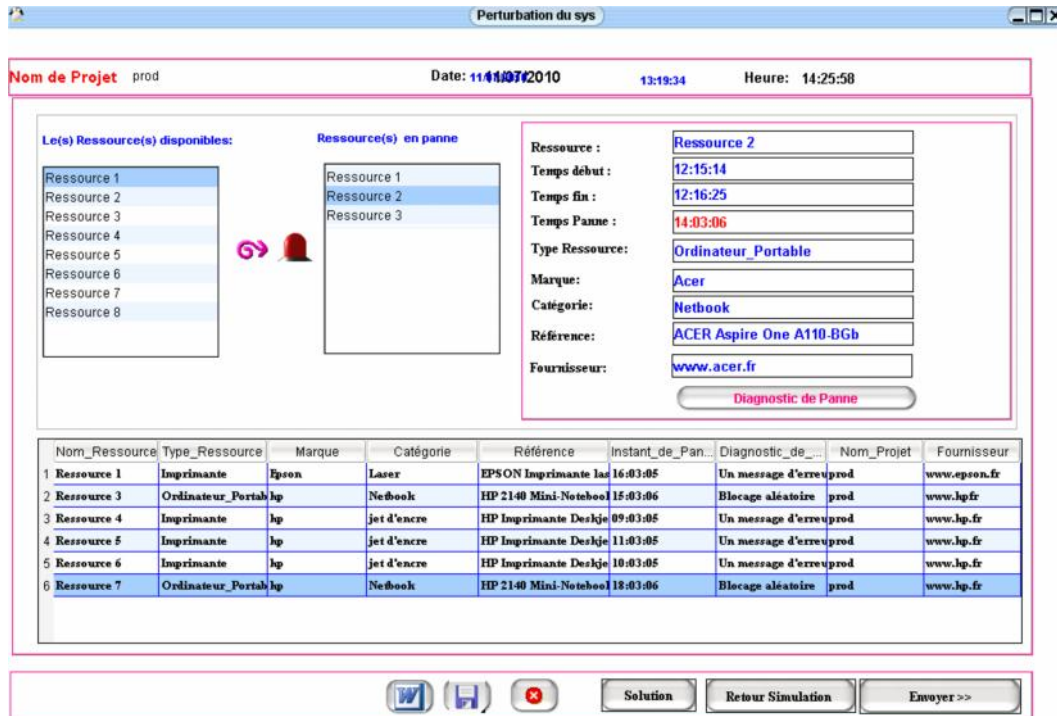 Perturbation du sys
Nom de Projet prod Date: 11/07/2010 13:19:34 Heure: 14:25:58
Le(s) Ressource(s) disponibles:
Ressource 1
Ressource 2
Ressource 3
Ressource 4
Ressource 5
Ressource 6
Ressource 7
Ressource 8
Ressource(s) en panne
Ressource 1
Ressource 2
Ressource 3
Ressource : Ressource 2
Temps début : 12:15:14
Temps fin : 12:16:25
Temps Panne : 14:03:06
Type Ressource: Ordinateur_Portable
Marque: Acer
Catégorie: Netbook
Référence: ACER Aspire One A110-BGb
Fournisseur: www.acer.fr
Diagnostic de Panne
Nom_Ressource Type_Ressource Marque Catégorie Référence Instant_de_Pan... Diagnostic_de_... Nom_Projet Fournisseur
1 Ressource 1 Imprimante Epson Laser EPSON Imprimante las 16:03:05 Un message d'erreu prod www.epson.fr
2 Ressource 3 Ordinateur_Portab hp Netbook HP 2140 Mini-Notebool 15:03:06 Blocage aléatoire prod www.hpfr
3 Ressource 4 Imprimante hp jet d'encre HP Imprimante Deskje 09:03:05 Un message d'erreu prod www.hp.fr
4 Ressource 5 Imprimante hp jet d'encre HP Imprimante Deskje 11:03:05 Un message d'erreu prod www.hp.fr
5 Ressource 6 Imprimante hp jet d'encre HP Imprimante Deskje 10:03:05 Un message d'erreu prod www.hp.fr
6 Ressource 7 Ordinateur_Portab hp Netbook HP 2140 Mini-Notebool 18:03:06 Blocage aléatoire prod www.hp.fr
W
Solution Retour Simulation Envoyer >>